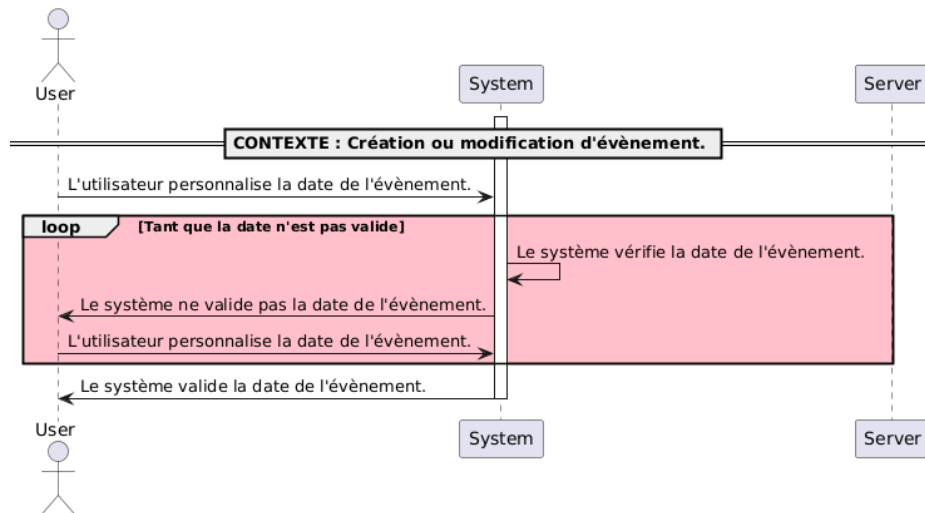 User
System
Server
CONTEXTE : Création ou modification d'évènement.
L'utilisateur personnalise la date de l'évènement.
loop
[Tant que la date n'est pas valide]
Le système vérifie la date de l'évènement.
Le système ne valide pas la date de l'évènement.
L'utilisateur personnalise la date de l'évènement.
Le système valide la date de l'évènement.
User
System
Server